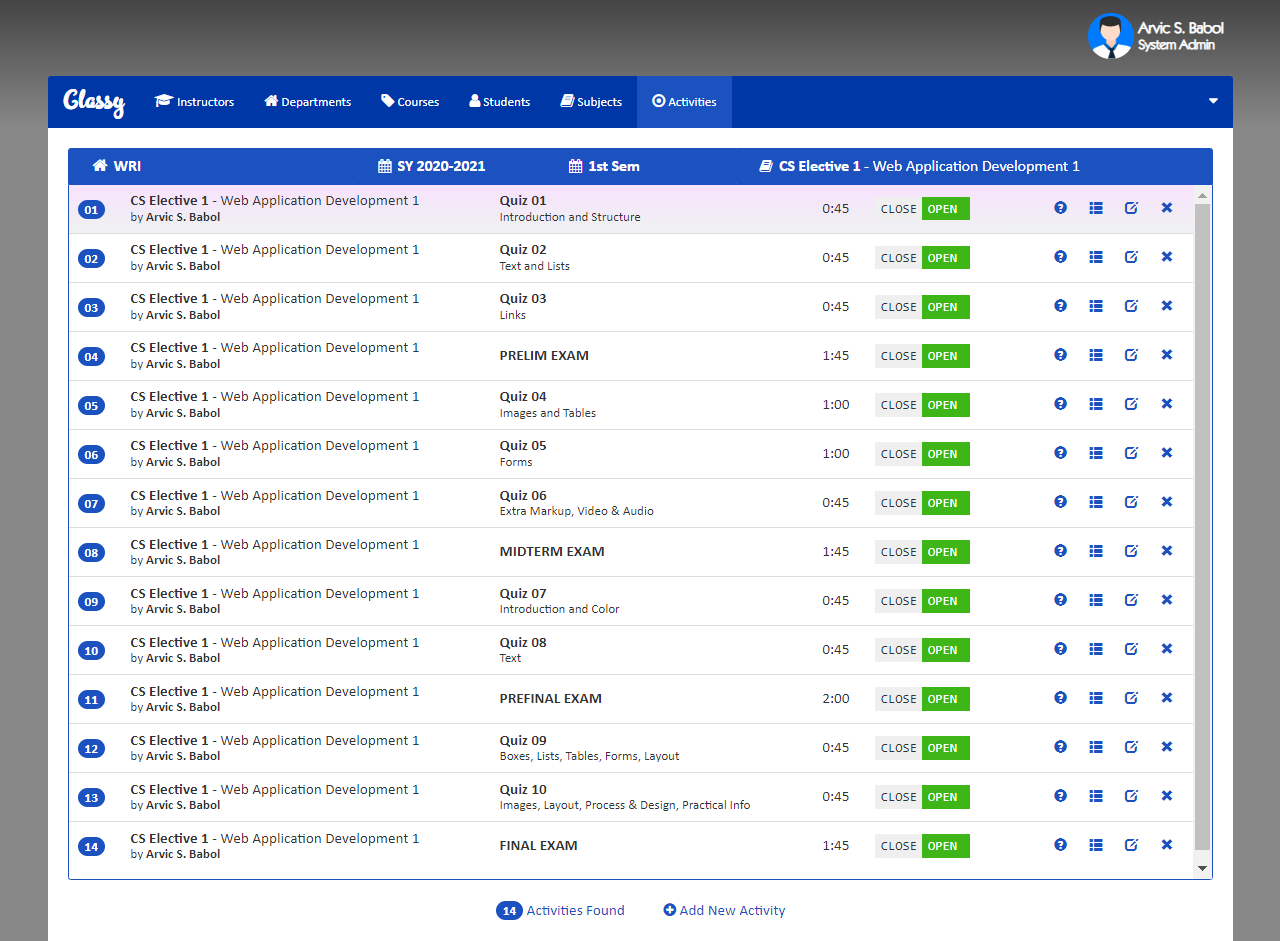 Arvic S. Babol
System Admin
Classy Instructors Departments Courses Students Subjects Activities
WRI SY 2020-2021 1st Sem CS Elective 1 - Web Application Development 1
01 CS Elective 1 - Web Application Development 1 Quiz 01 0:45 CLOSE OPEN
by Arvic S. Babol Introduction and Structure
02 CS Elective 1 - Web Application Development 1 Quiz 02 0:45 CLOSE OPEN
by Arvic S. Babol Text and Lists
03 CS Elective 1 - Web Application Development 1 Quiz 03 0:45 CLOSE OPEN
by Arvic S. Babol Links
04 CS Elective 1 - Web Application Development 1 PRELIM EXAM 1:45 CLOSE OPEN
by Arvic S. Babol
05 CS Elective 1 - Web Application Development 1 Quiz 04 1:00 CLOSE OPEN
by Arvic S. Babol Images and Tables
06 CS Elective 1 - Web Application Development 1 Quiz 05 1:00 CLOSE OPEN
by Arvic S. Babol Forms
07 CS Elective 1 - Web Application Development 1 Quiz 06 0:45 CLOSE OPEN
by Arvic S. Babol Extra Markup, Video & Audio
08 CS Elective 1 - Web Application Development 1 MIDTERM EXAM 1:45 CLOSE OPEN
by Arvic S. Babol
09 CS Elective 1 - Web Application Development 1 Quiz 07 0:45 CLOSE OPEN
by Arvic S. Babol Introduction and Color
10 CS Elective 1 - Web Application Development 1 Quiz 08 0:45 CLOSE OPEN
by Arvic S. Babol Text
11 CS Elective 1 - Web Application Development 1 PREFINAL EXAM 2:00 CLOSE OPEN
by Arvic S. Babol
12 CS Elective 1 - Web Application Development 1 Quiz 09 0:45 CLOSE OPEN
by Arvic S. Babol Boxes, Lists, Tables, Forms, Layout
13 CS Elective 1 - Web Application Development 1 Quiz 10 0:45 CLOSE OPEN
by Arvic S. Babol Images, Layout, Process & Design, Practical Info
14 CS Elective 1 - Web Application Development 1 FINAL EXAM 1:45 CLOSE OPEN
by Arvic S. Babol
14 Activities Found Add New Activity